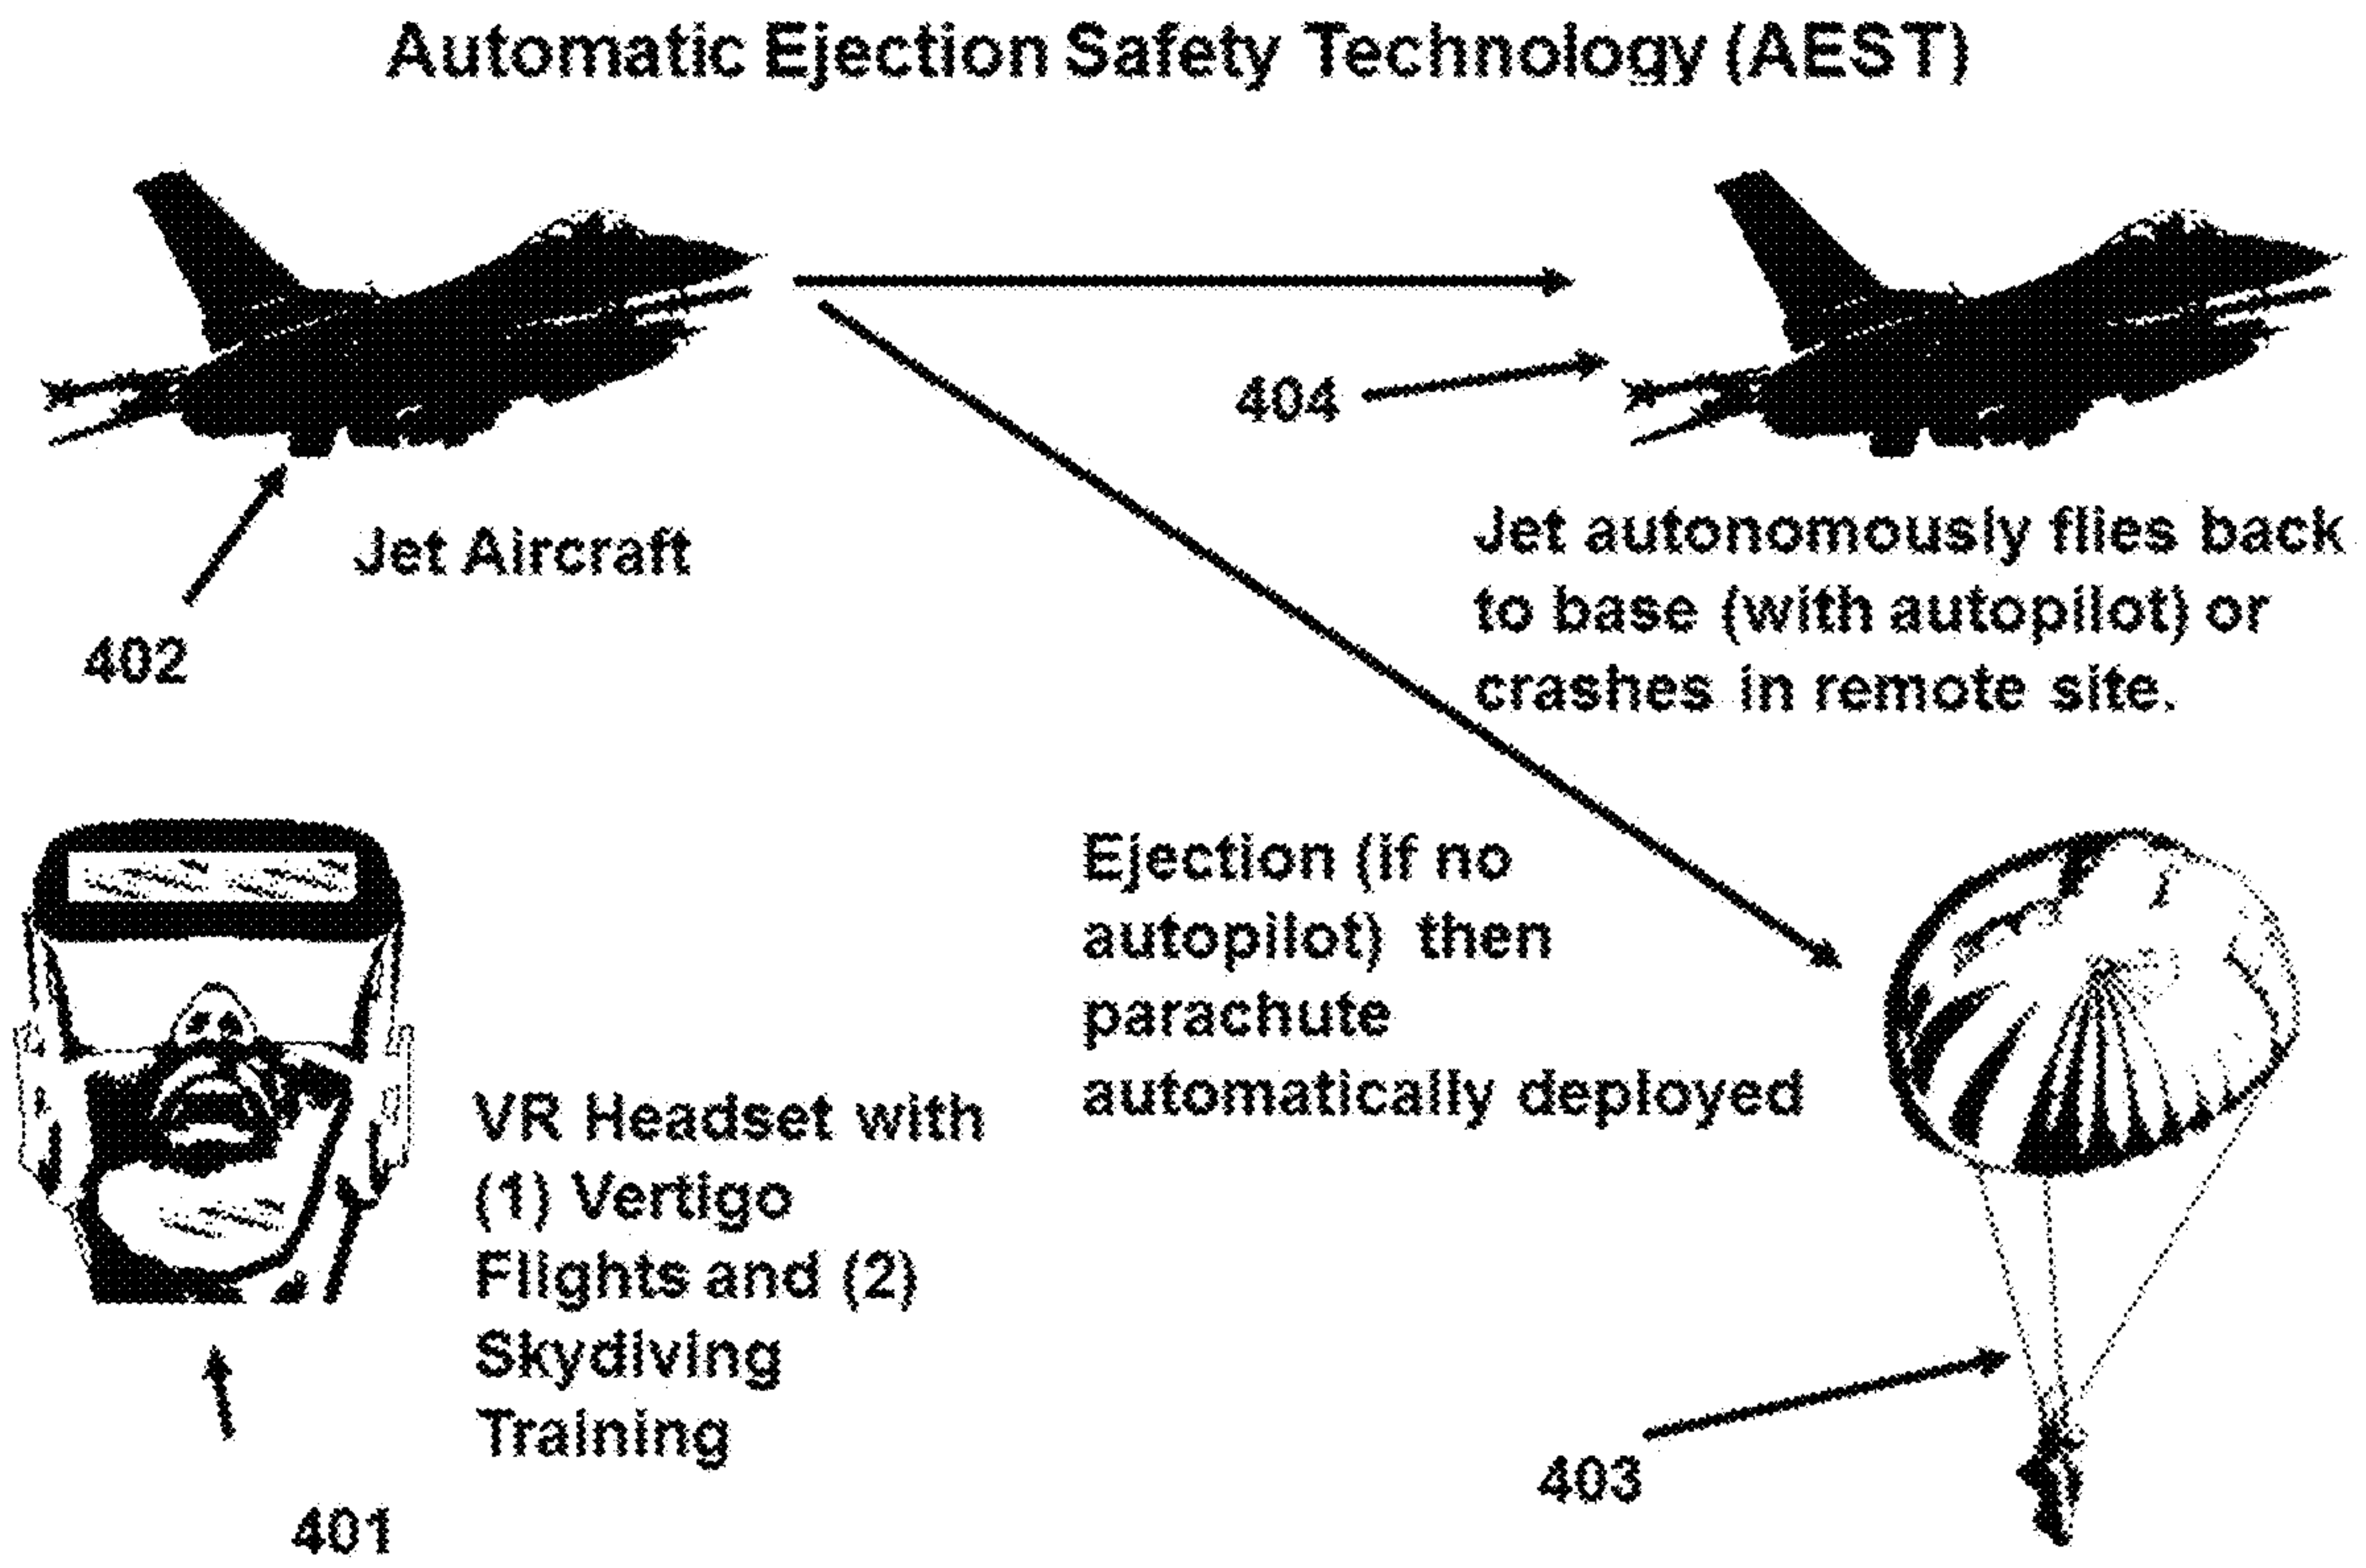 Automatic Ejection Safety Technology (AEST)
404
Jet Aircraft
402
Jet autonomously flies back
to base (with autopilot) or
crashes in remote site.
Ejection (if no
autopilot) then
parachute
automatically deployed
VR Headset with
(1) Vertigo
Flights and (2)
Skydiving
Training
401
403